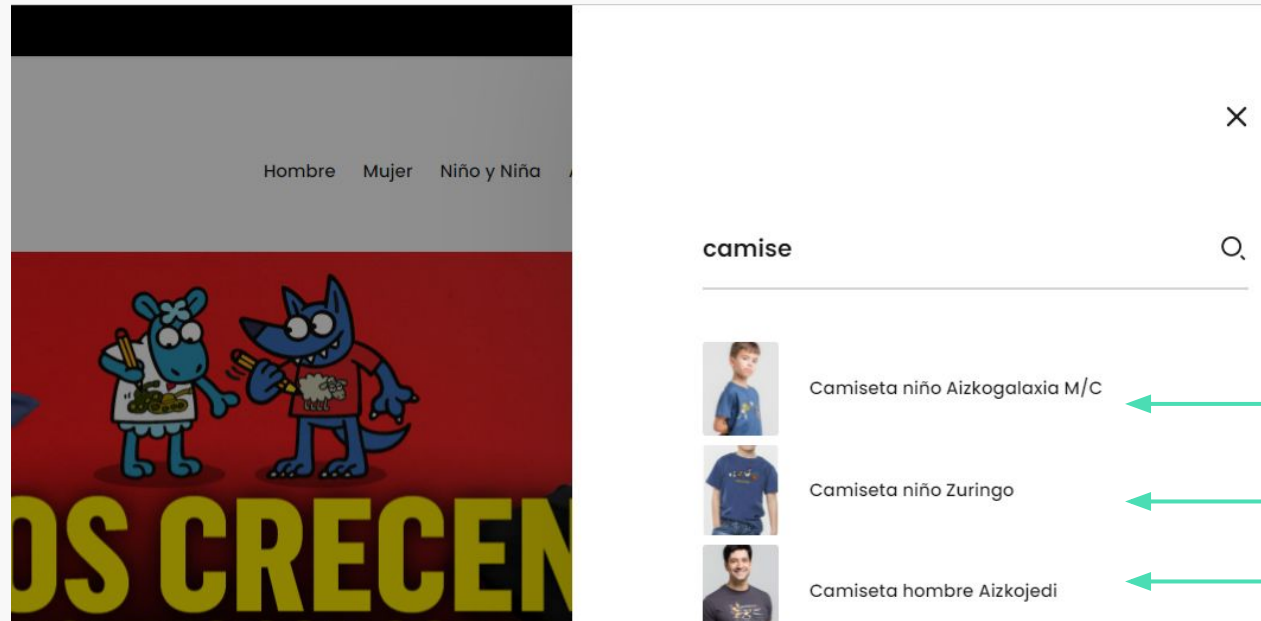 Hombre Mujer Niño y Niña
camise
Camiseta niño Aizkogalaxia M/C
Camiseta niño Zuringo
Camiseta hombre Aizkojedi
OS CRECEN